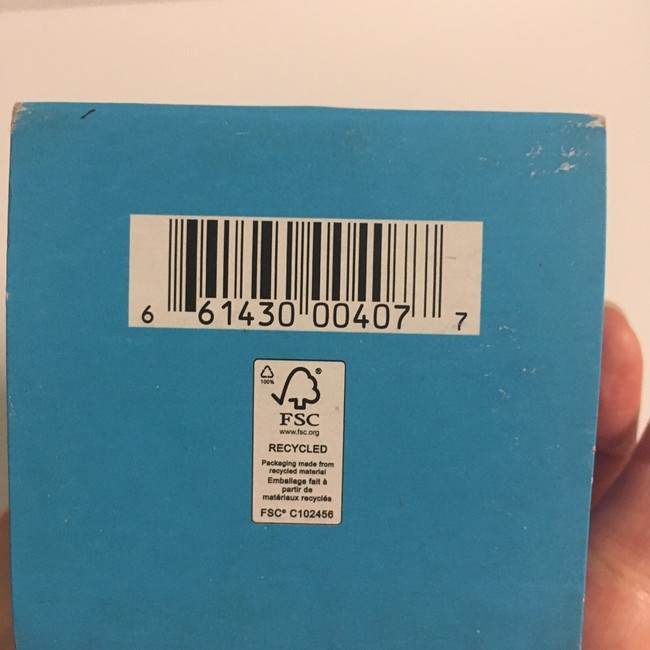 6 61430 00407 7
100%
®
FSC
www.fsc.org
RECYCLED
Packaging made from
recycled material
Emballage fait à
partir de
matériaux recyclés
FSC® C102456